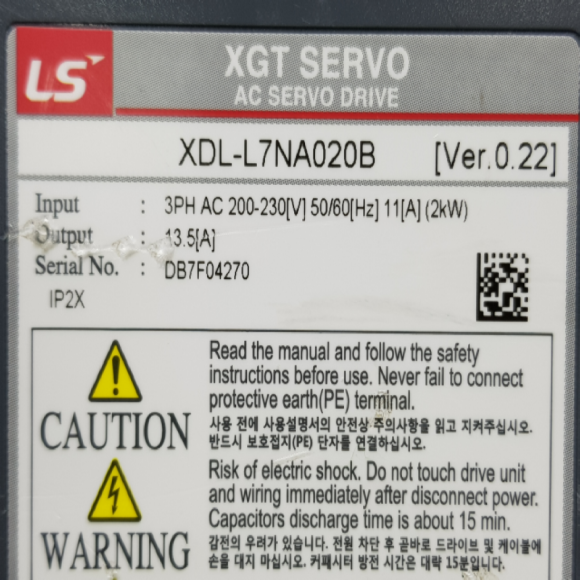 LS
XGT SERVO
AC SERVO DRIVE
XDL-L7NA020B [Ver.0.22]
Input : 3PH AC 200-230[V] 50/60[Hz] 11[A] (2kW)
Output : 13.5[A]
Serial No. : DB7F04270
IP2X
Read the manual and follow the safety
instructions before use. Never fail to connect
protective earth(PE) terminal.
CAUTION
사용 전에 사용설명서의 안전상 주의사항을 읽고 지켜주십시오.
반드시 보호접지(PE) 단자를 연결하십시오.
Risk of electric shock. Do not touch drive unit
and wiring immediately after disconnect power.
Capacitors discharge time is about 15 min.
WARNING
감전의 우려가 있습니다. 전원 차단 후 곧바로 드라이브 및 케이블에
손을 대지 마십시오. 커패시터 방전 시간은 대략 15분입니다.